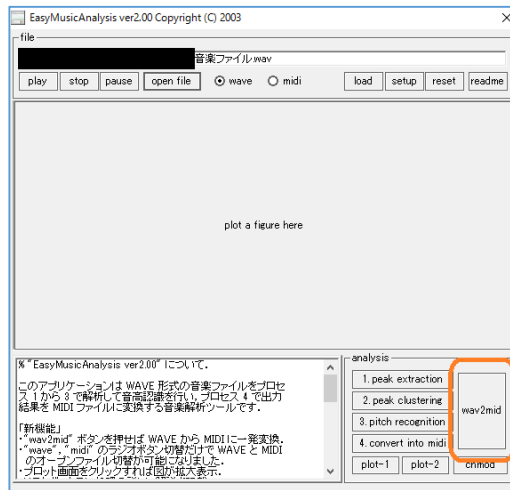 EasyMusicAnalysis ver2.00 Copyright (C) 2003
file
音楽ファイル.wav
play stop pause open file wave midi load setup reset readme
plot a figure here
% "EasyMusicAnalysis ver2.00" について.
このアプリケーションは WAVE 形式の音楽ファイルをプロセ
ス 1 から 3 で解析して音高認識を行い, プロセス 4 で出力
結果を MIDI ファイルに変換する音楽解析ツールです.
「新機能」
・"wav2mid" ボタンを押せば WAVE から MIDI に一発変換.
・"wave", "midi" のラジオボタン切替だけで WAVE と MIDI
のオープンファイル切替が可能になりました.
・プロット画面をクリックすれば図が拡大表示.
analysis
1. peak extraction
2. peak clustering
3. pitch recognition
4. convert into midi
plot-1 plot-2
wav2mid
chmod